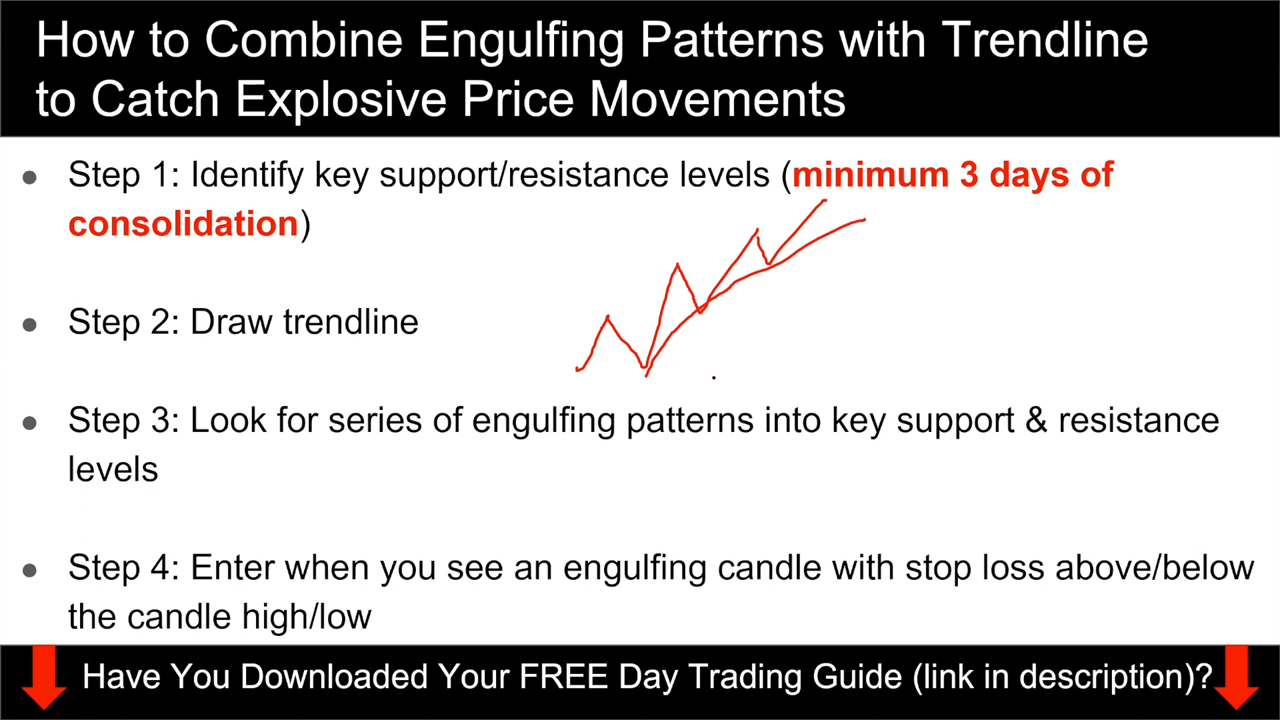 How to Combine Engulfing Patterns with Trendline
to Catch Explosive Price Movements
● Step 1: Identify key support/resistance levels (minimum 3 days of
consolidation)
● Step 2: Draw trendline
● Step 3: Look for series of engulfing patterns into key support & resistance
levels
● Step 4: Enter when you see an engulfing candle with stop loss above/below
the candle high/low
Have You Downloaded Your FREE Day Trading Guide (link in description)?